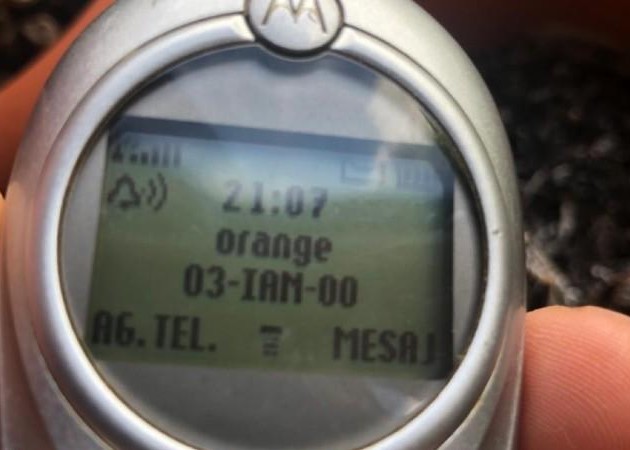 21:07
orange
03-IAN-00
AG.TEL. MESAJ